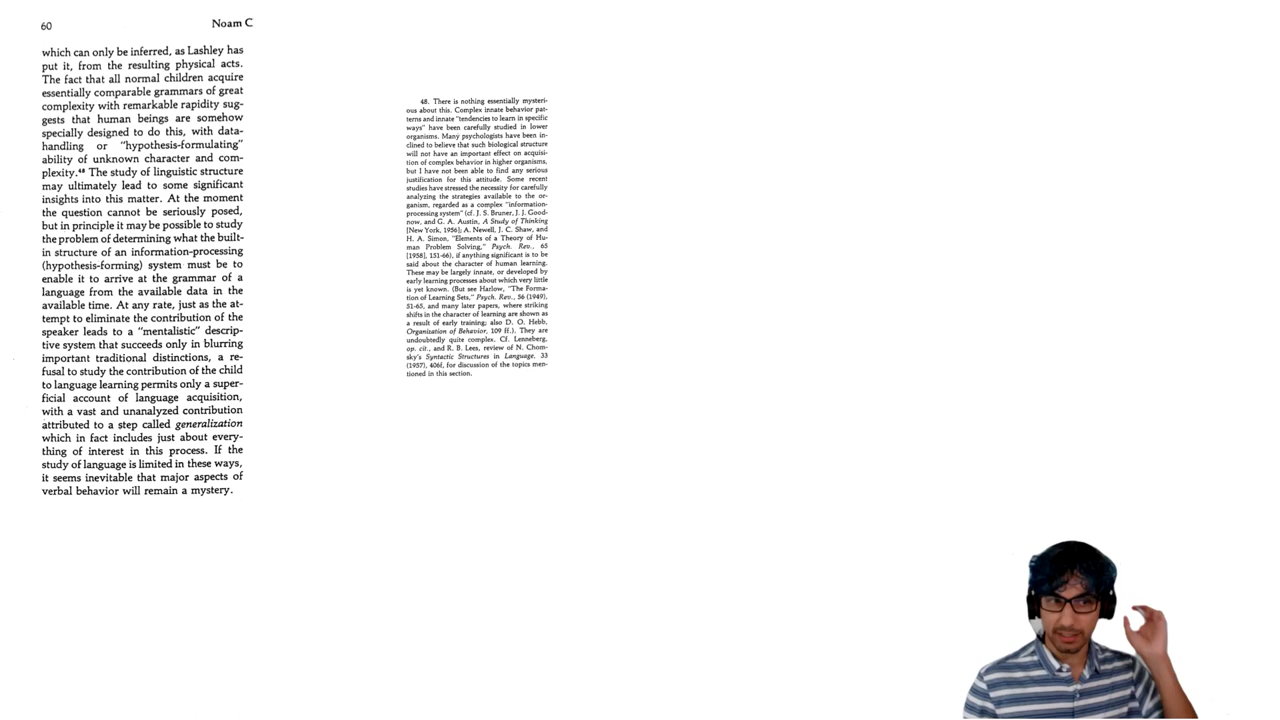 60
Noam C
which can only be inferred, as Lashley has
put it, from the resulting physical acts.
The fact that all normal children acquire
essentially comparable grammars of great
complexity with remarkable rapidity sug-
gests that human beings are somehow
specially designed to do this, with data-
handling or "hypothesis-formulating"
ability of unknown character and com-
plexity.⁴⁸ The study of linguistic structure
may ultimately lead to some significant
insights into this matter. At the moment
the question cannot be seriously posed,
but in principle it may be possible to study
the problem of determining what the built-
in structure of an information-processing
(hypothesis-forming) system must be to
enable it to arrive at the grammar of a
language from the available data in the
available time. At any rate, just as the at-
tempt to eliminate the contribution of the
speaker leads to a "mentalistic" descrip-
tive system that succeeds only in blurring
important traditional distinctions, a re-
fusal to study the contribution of the child
to language learning permits only a super-
ficial account of language acquisition,
with a vast and unanalyzed contribution
attributed to a step called generalization
which in fact includes just about every-
thing of interest in this process. If the
study of language is limited in these ways,
it seems inevitable that major aspects of
verbal behavior will remain a mystery.
48. There is nothing essentially mysteri-
ous about this. Complex innate behavior pat-
terns and innate "tendencies to learn in specific
ways" have been carefully studied in lower
organisms. Many psychologists have been in-
clined to believe that such biological structure
will not have an important effect on acquisi-
tion of complex behavior in higher organisms,
but I have not been able to find any serious
justification for this attitude. Some recent
studies have stressed the necessity for carefully
analyzing the strategies available to the or-
ganism, regarded as a complex "information-
processing system" (cf. J. S. Bruner, J. J. Good-
now, and G. A. Austin, A Study of Thinking
[New York, 1956]; A. Newell, J. C. Shaw, and
H. A. Simon, "Elements of a Theory of Hu-
man Problem Solving," Psych. Rev., 65
[1958], 151-66), if anything significant is to be
said about the character of human learning.
These may be largely innate, or developed by
early learning processes about which very little
is yet known. (But see Harlow, "The Forma-
tion of Learning Sets," Psych. Rev., 56 (1949),
51-65, and many later papers, where striking
shifts in the character of learning are shown as
a result of early training; also D. O. Hebb,
Organization of Behavior, 109 ff.). They are
undoubtedly quite complex. Cf. Lenneberg,
op. cit., and R. B. Lees, review of N. Chom-
sky's Syntactic Structures in Language, 33
(1957), 406f, for discussion of the topics men-
tioned in this section.